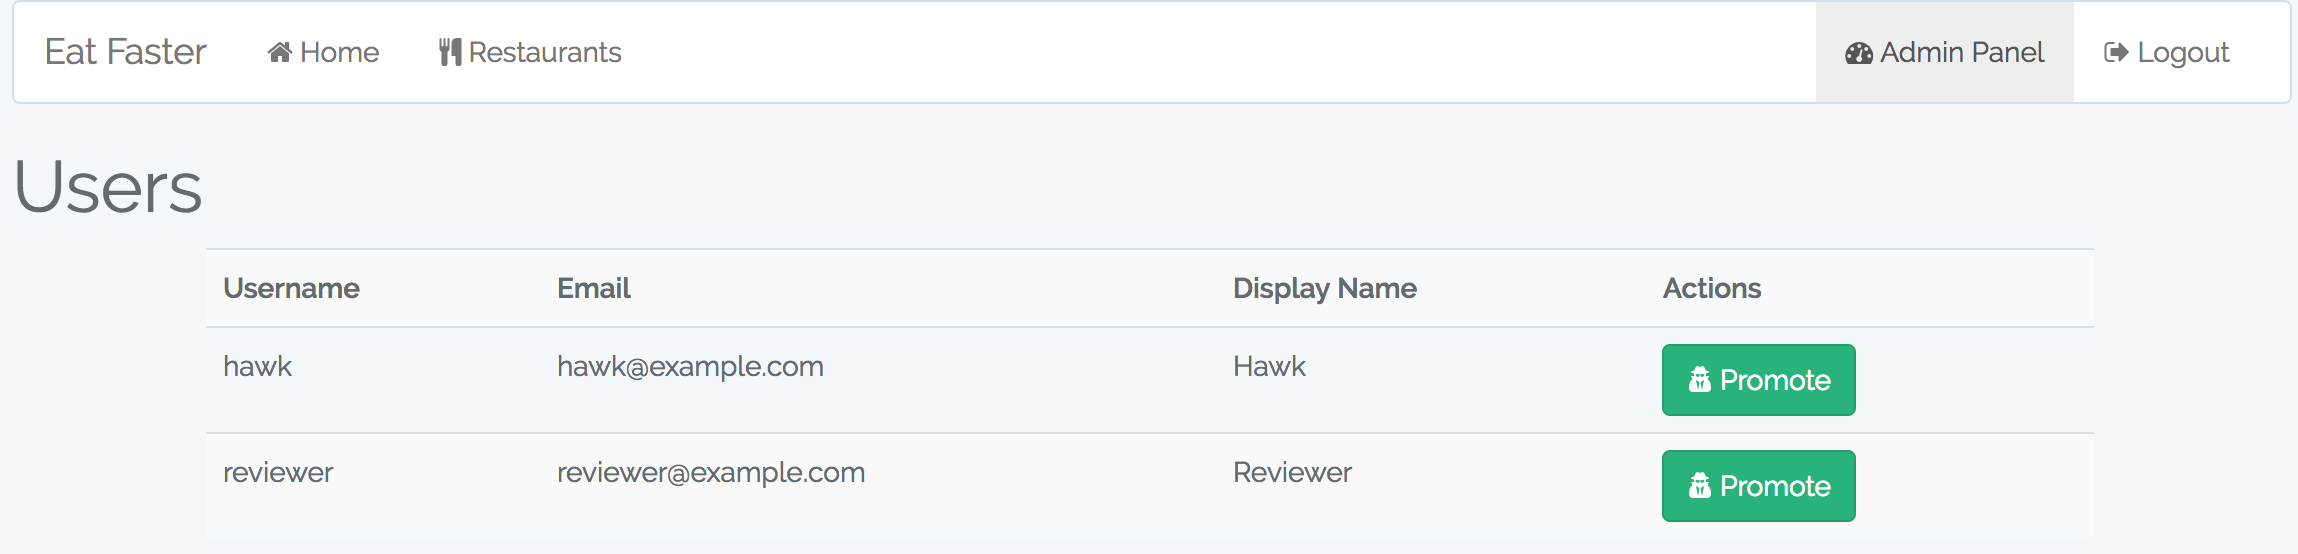 Eat Faster Home Restaurants Admin Panel Logout
Users
Username Email Display Name Actions
hawk hawk@example.com Hawk Promote
reviewer reviewer@example.com Reviewer Promote